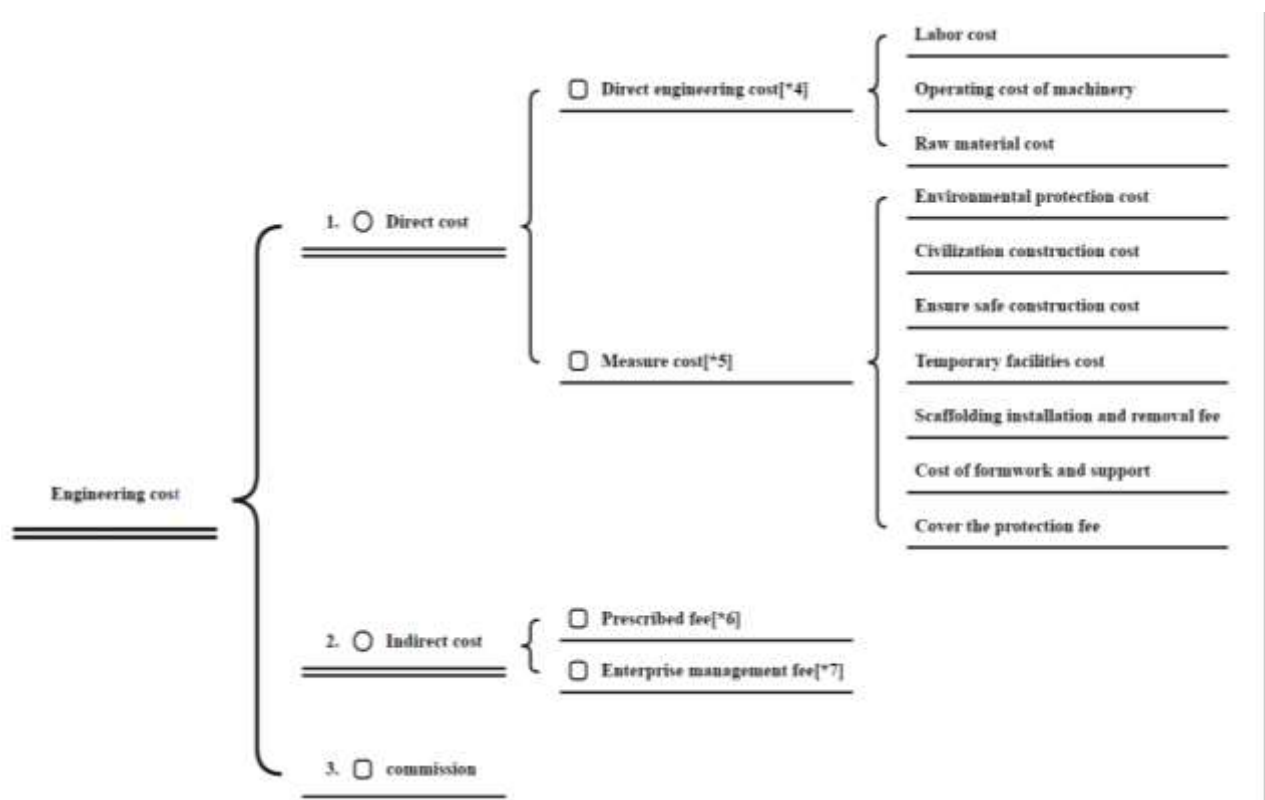 Engineering cost
1. Direct cost
Direct engineering cost[*4]
Labor cost
Operating cost of machinery
Raw material cost
Measure cost[*5]
Environmental protection cost
Civilization construction cost
Ensure safe construction cost
Temporary facilities cost
Scaffolding installation and removal fee
Cost of formwork and support
Cover the protection fee
2. Indirect cost
Prescribed fee[*6]
Enterprise management fee[*7]
3. commission